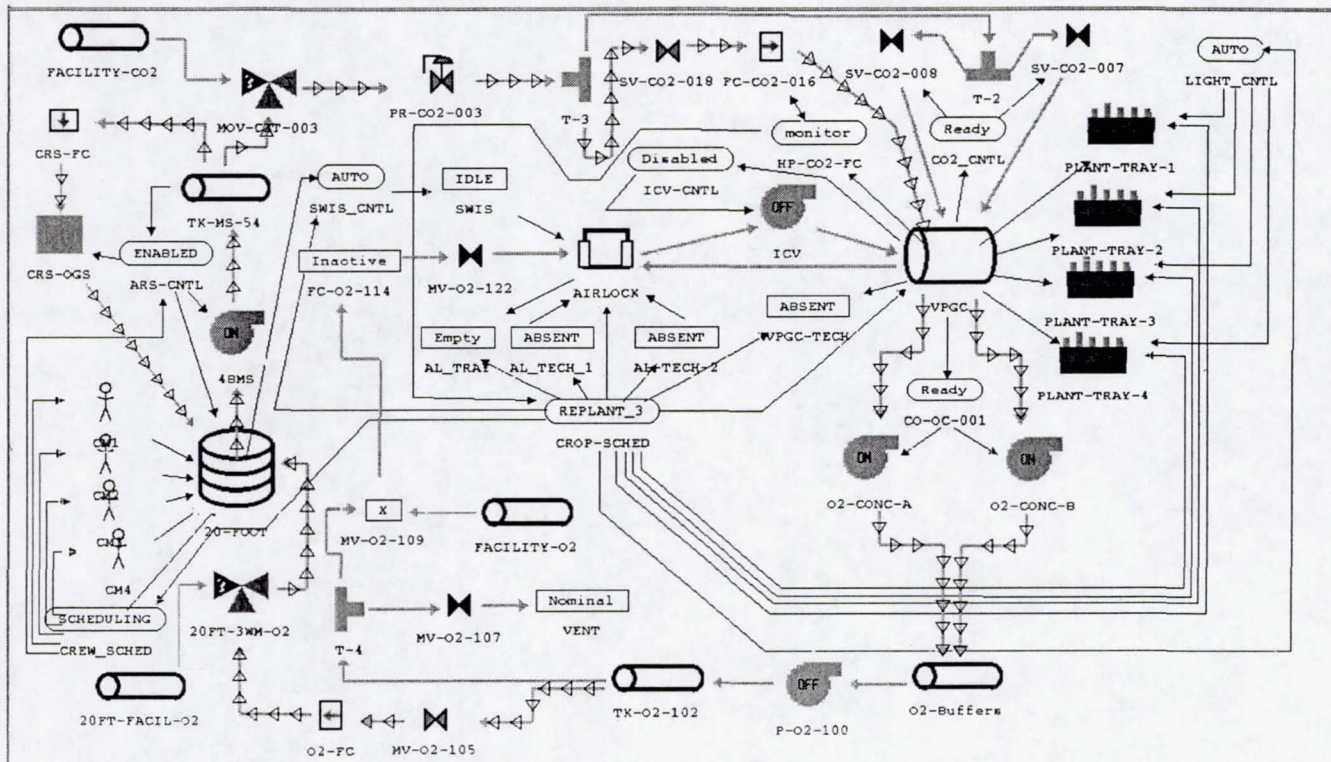 FACILITY-CO2
MOV-CBT-003
PR-CO2-003
T-3
SV-CO2-018
FC-CO2-016
SV-CO2-008
T-2
SV-CO2-007
AUTO
LIGHT_CNTL
CRS-FC
TK-MS-54
AUTO
SWIS_CNTL
IDLE
SWIS
Disabled
ICV-CNTL
monitor
HP-CO2-FC
Ready
CO2_CNTL
PLANT-TRAY-1
CRS-OGS
ENABLED
ARS-CNTL
Inactive
FC-O2-114
MV-O2-122
AIRLOCK
OFF
ICV
PLANT-TRAY-2
ON
4BMS
Empty
AL_TRAY
ABSENT
AL_TECH_1
ABSENT
AL-TECH-2
ABSENT
VPGC-TECH
VPGC
PLANT-TRAY-3
PLANT-TRAY-4
REPLANT_3
CROP-SCHED
Ready
CO-OC-001
ON
O2-CONC-A
ON
O2-CONC-B
20-FOOT
CM4
X
MV-O2-109
FACILITY-O2
SCHEDULING
CREW_SCHED
20FT-3WM-O2
T-4
MV-O2-107
Nominal
VENT
20FT-FACIL-O2
O2-FC
MV-O2-105
TK-O2-102
OFF
P-O2-100
O2-Buffers